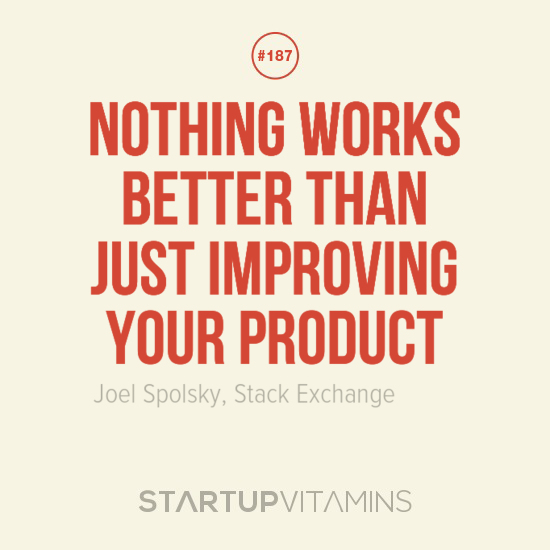 #187
NOTHING WORKS
BETTER THAN
JUST IMPROVING
YOUR PRODUCT
Joel Spolsky, Stack Exchange
STARTUPVITAMINS